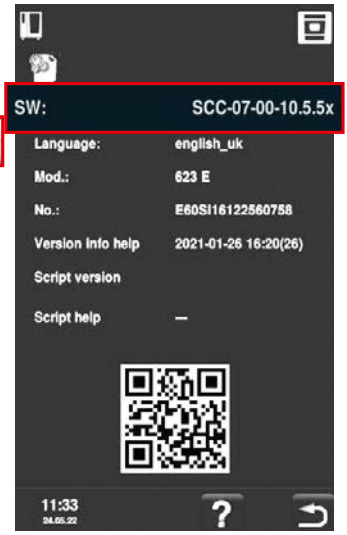 SW: SCC-07-00-10.5.5x
Language: english_uk
Mod.: 623 E
No.: E60SI16122560758
Version info help 2021-01-26 16:20(26)
Script version
Script help —
11:33
24.05.22
?